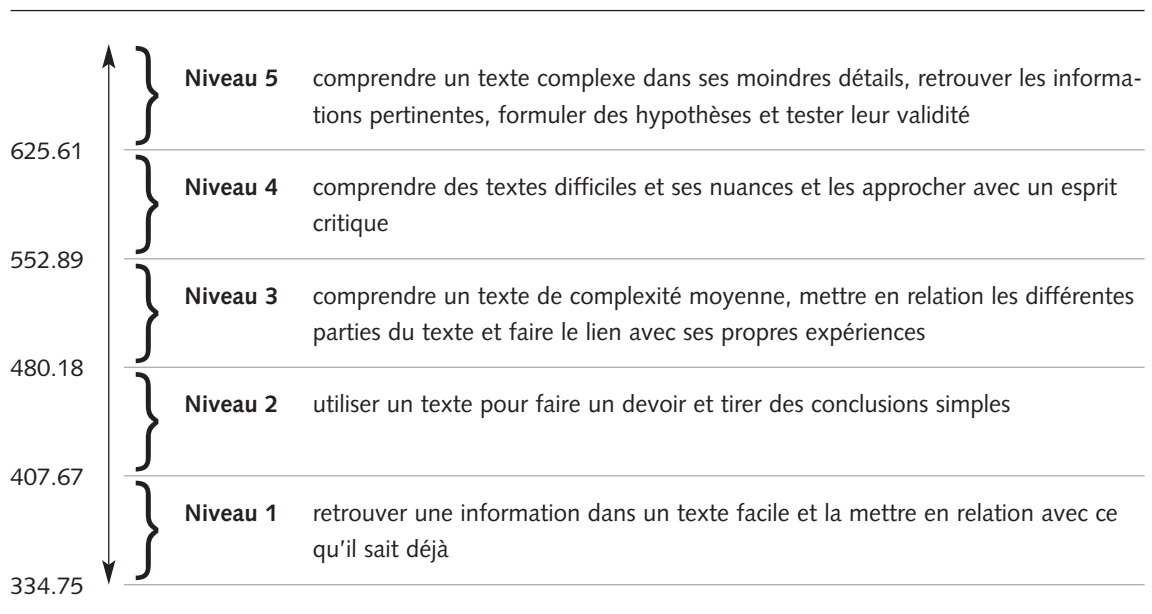 Niveau 5 comprendre un texte complexe dans ses moindres détails, retrouver les informa-
tions pertinentes, formuler des hypothèses et tester leur validité
625.61
Niveau 4 comprendre des textes difficiles et ses nuances et les approcher avec un esprit
critique
552.89
Niveau 3 comprendre un texte de complexité moyenne, mettre en relation les différentes
parties du texte et faire le lien avec ses propres expériences
480.18
Niveau 2 utiliser un texte pour faire un devoir et tirer des conclusions simples
407.67
Niveau 1 retrouver une information dans un texte facile et la mettre en relation avec ce
qu'il sait déjà
334.75